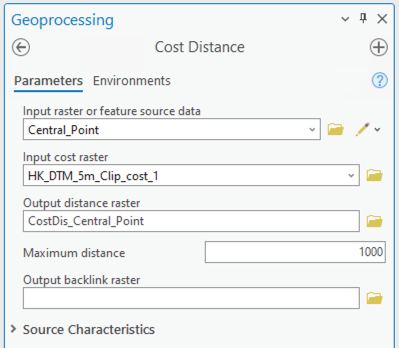 Geoprocessing
Cost Distance
Parameters Environments
Input raster or feature source data
Central_Point
Input cost raster
HK_DTM_5m_Clip_cost_1
Output distance raster
CostDis_Central_Point
Maximum distance 1000
Output backlink raster
Source Characteristics